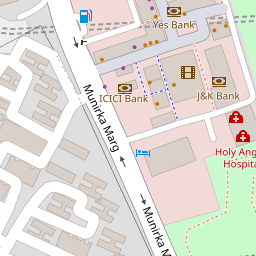 Yes Bank
ICICI Bank
J&K Bank
Munirka Marg
Holy Ang
Hospita
Munirka M